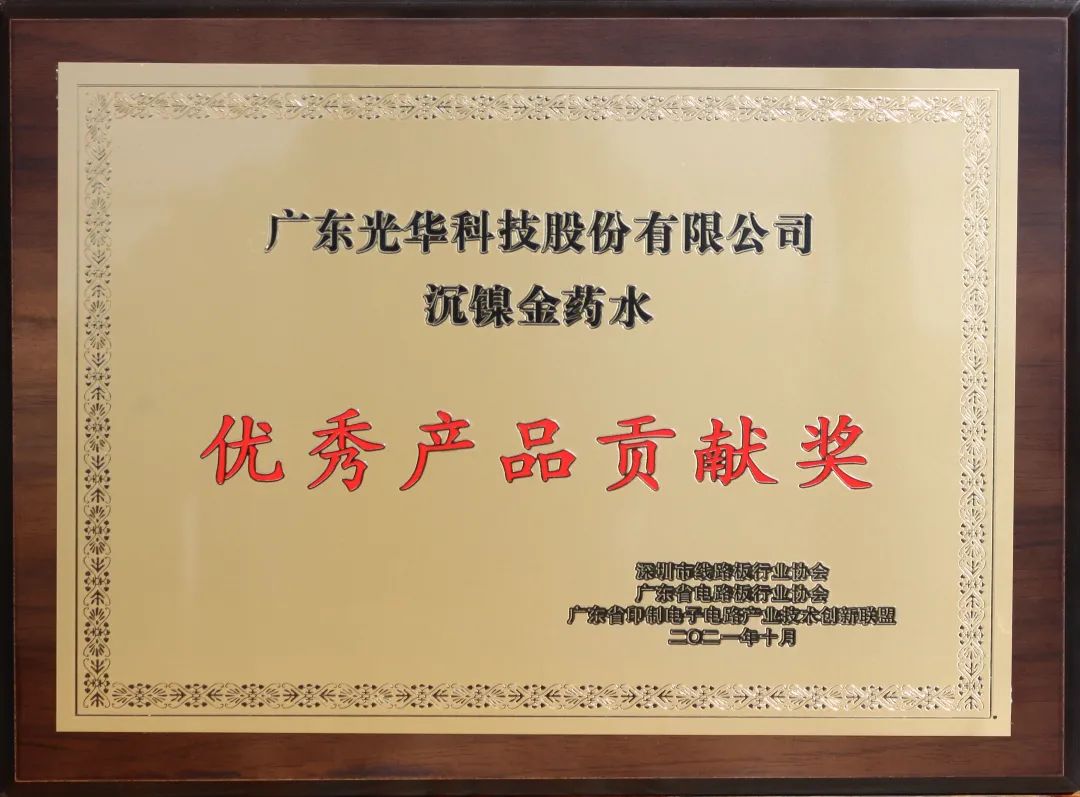 广东光华科技股份有限公司
沉镍金药水
优秀产品贡献奖
深圳市线路板行业协会
广东省电路板行业协会
广东省印制电子电路产业技术创新联盟
二〇二一年十月